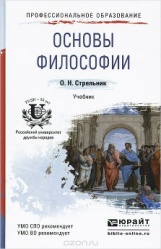 ПРОФЕССИОНАЛЬНОЕ ОБРАЗОВАНИЕ
ОСНОВЫ
ФИЛОСОФИИ
О. Н. Стрельник
Учебник
Российский университет
дружбы народов
УМО СПО рекомендует
УМО ВО рекомендует
юрайт
ИЗДАТЕЛЬСТВО
biblio-online.ru